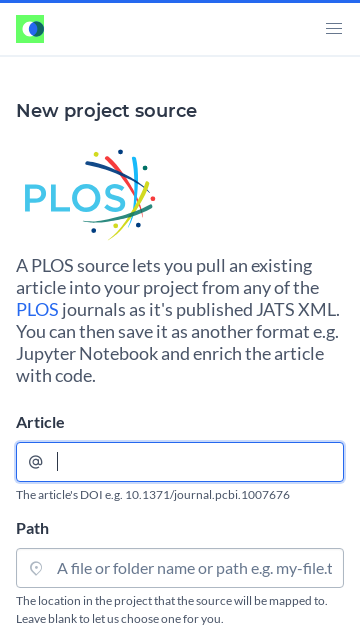 New project source
PLOS
A PLOS source lets you pull an existing
article into your project from any of the
PLOS journals as it's published JATS XML.
You can then save it as another format e.g.
Jupyter Notebook and enrich the article
with code.
Article
@
The article's DOI e.g. 10.1371/journal.pcbi.1007676
Path
A file or folder name or path e.g. my-file.t
The location in the project that the source will be mapped to.
Leave blank to let us choose one for you.